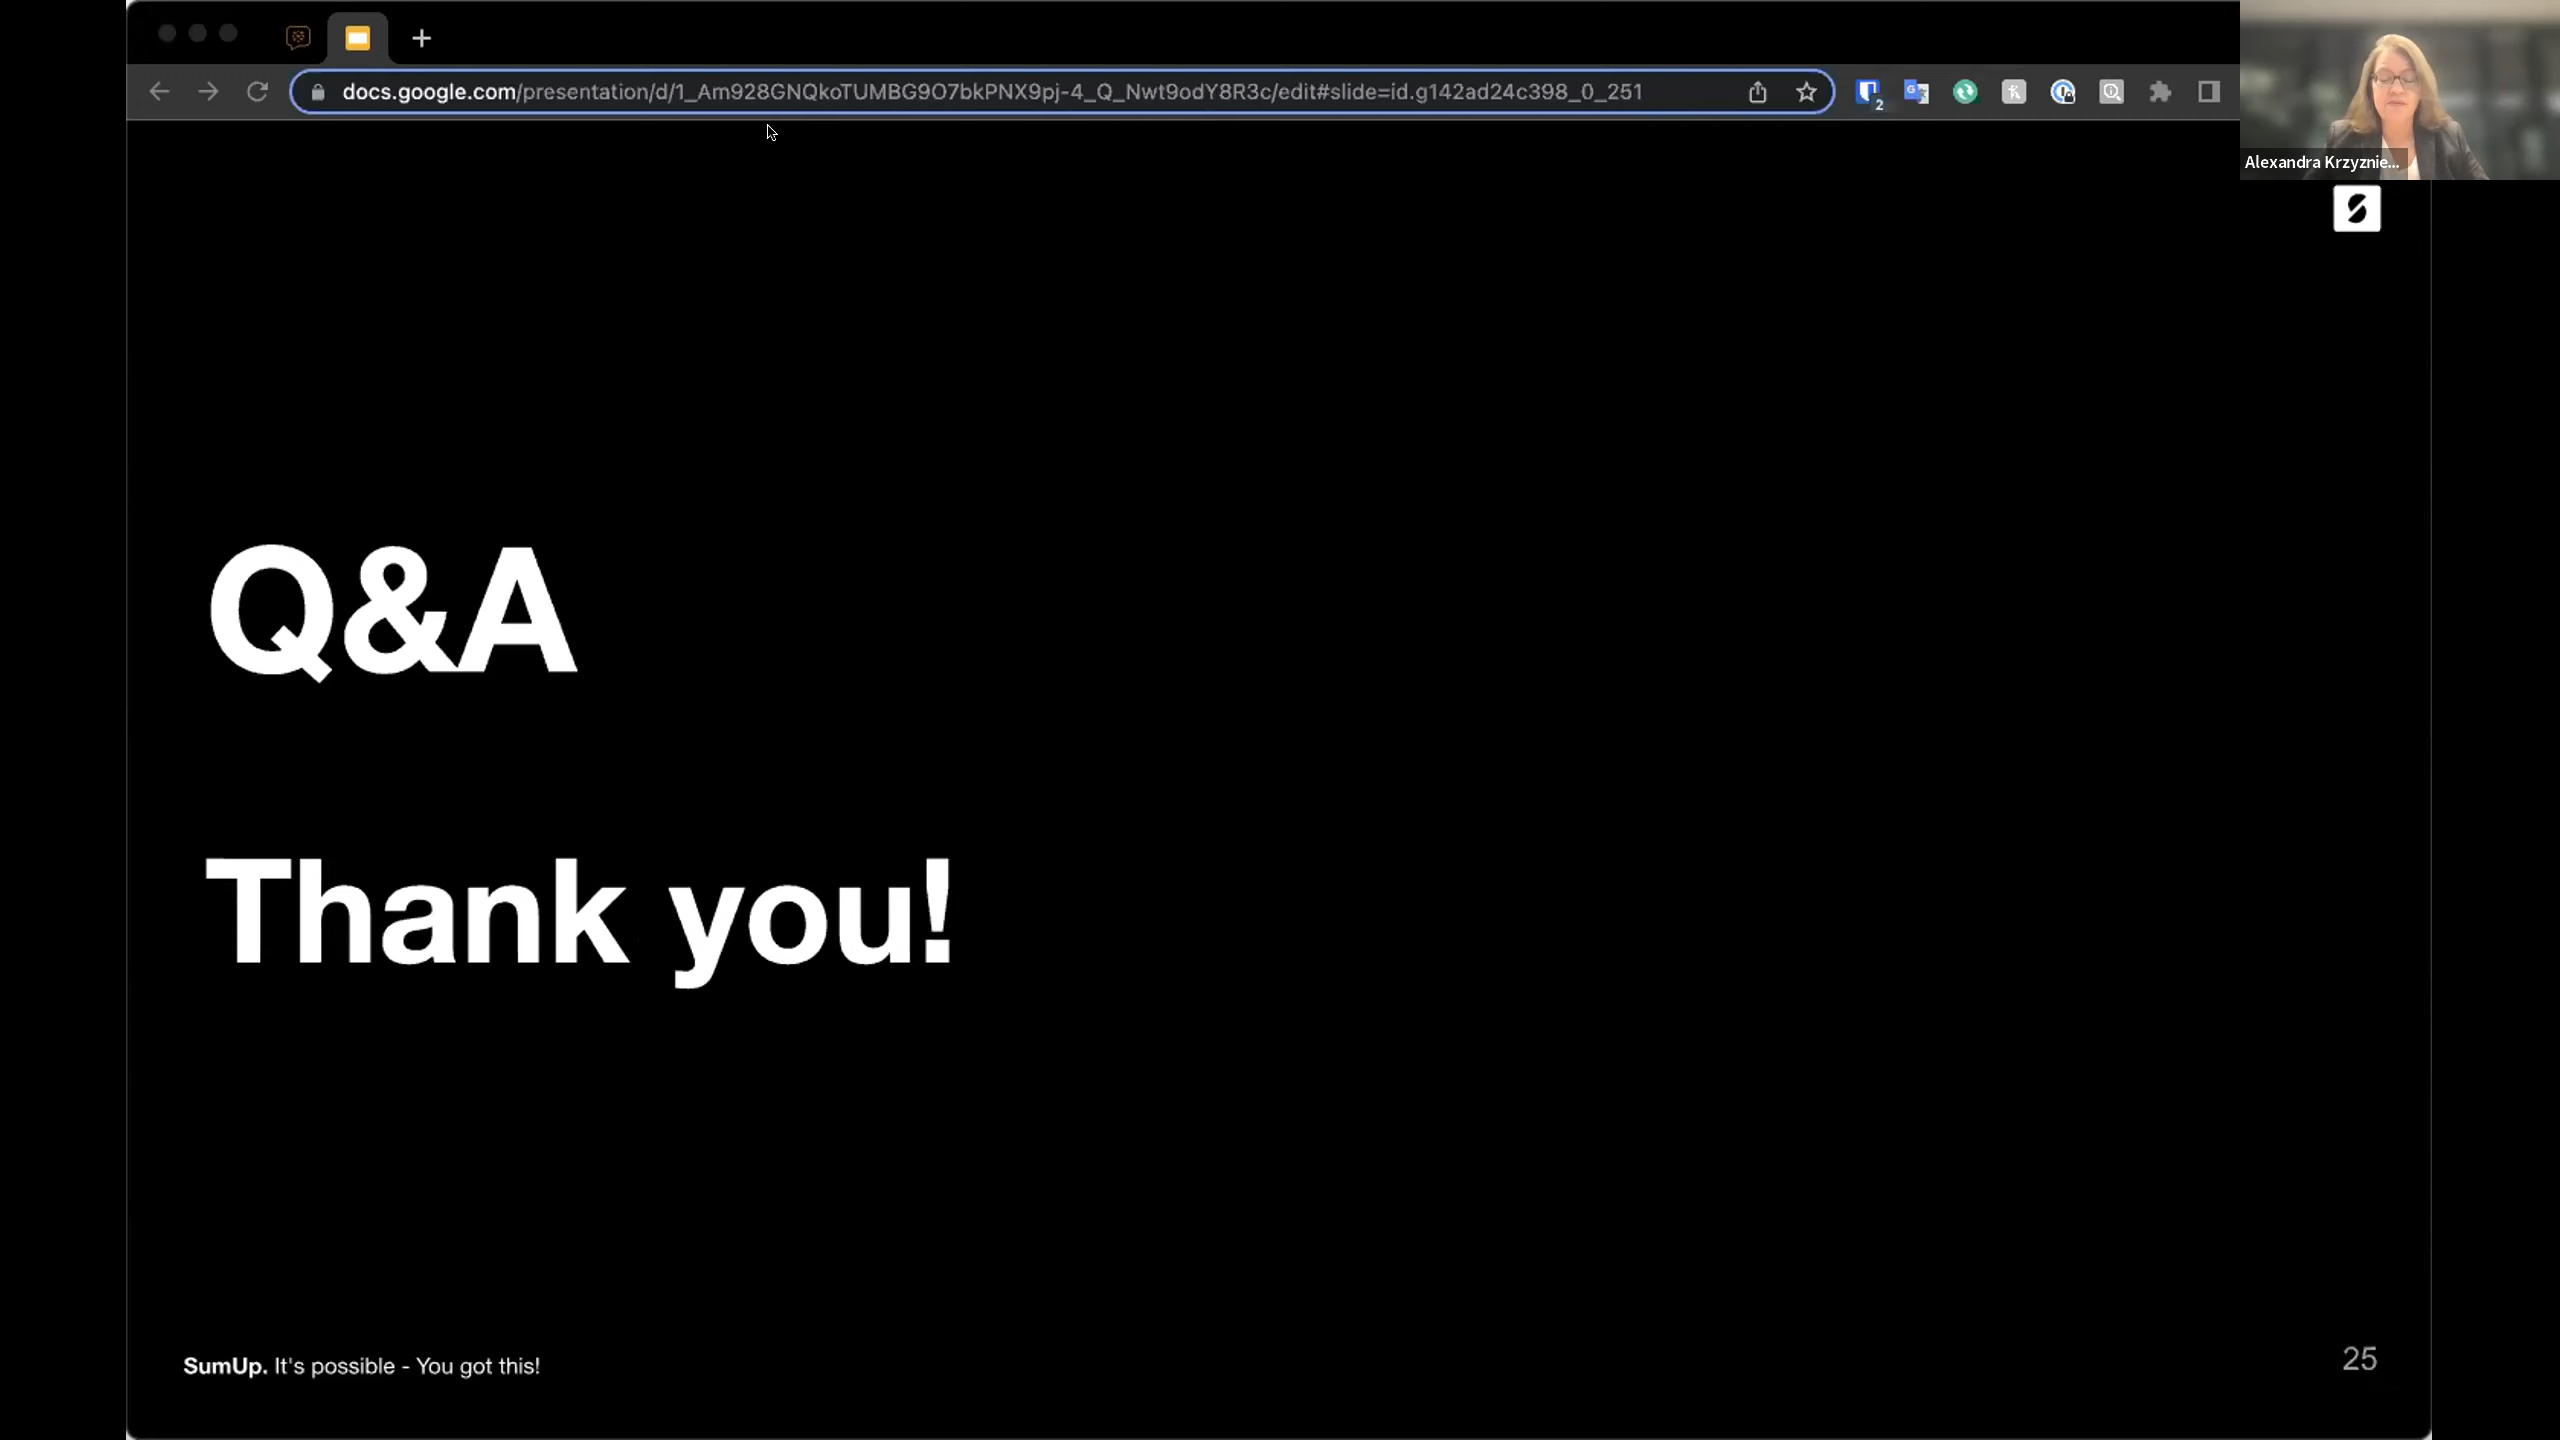 docs.google.com/presentation/d/1_Am928GNQkoTUMBG9O7bkPNX9pj-4_Q_Nwt9odY8R3c/edit#slide=id.g142ad24c398_0_251
2
Alexandra Krzyznie...
Q&A
Thank you!
SumUp. It's possible - You got this!
25